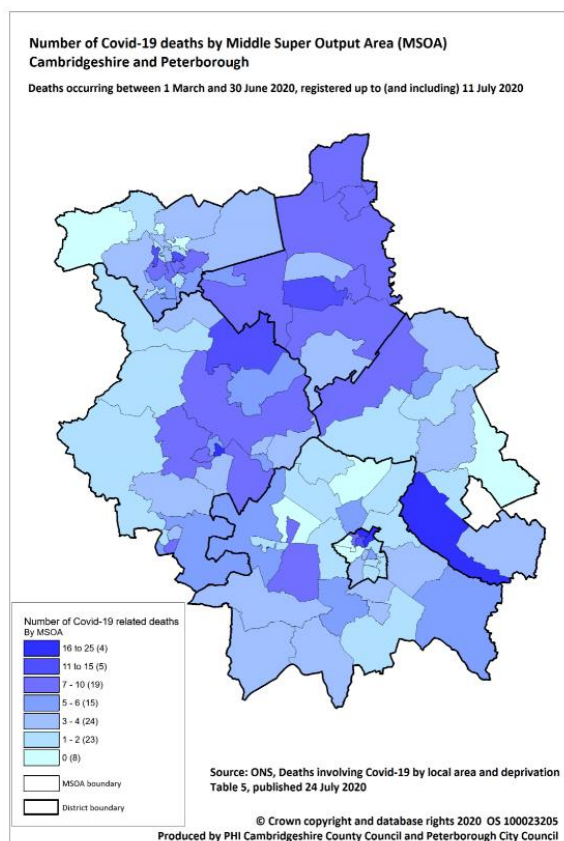 Number of Covid-19 deaths by Middle Super Output Area (MSOA)
Cambridgeshire and Peterborough
Deaths occurring between 1 March and 30 June 2020, registered up to (and including) 11 July 2020
Number of Covid-19 related deaths
By MSOA
16 to 25 (4)
11 to 15 (5)
7 - 10 (19)
5 - 6 (15)
3 - 4 (24)
1 - 2 (23)
0 (8)
MSOA boundary
District boundary
Source: ONS, Deaths involving Covid-19 by local area and deprivation
Table 5, published 24 July 2020
© Crown copyright and database rights 2020 OS 100023205
Produced by PHI Cambridgeshire County Council and Peterborough City Council